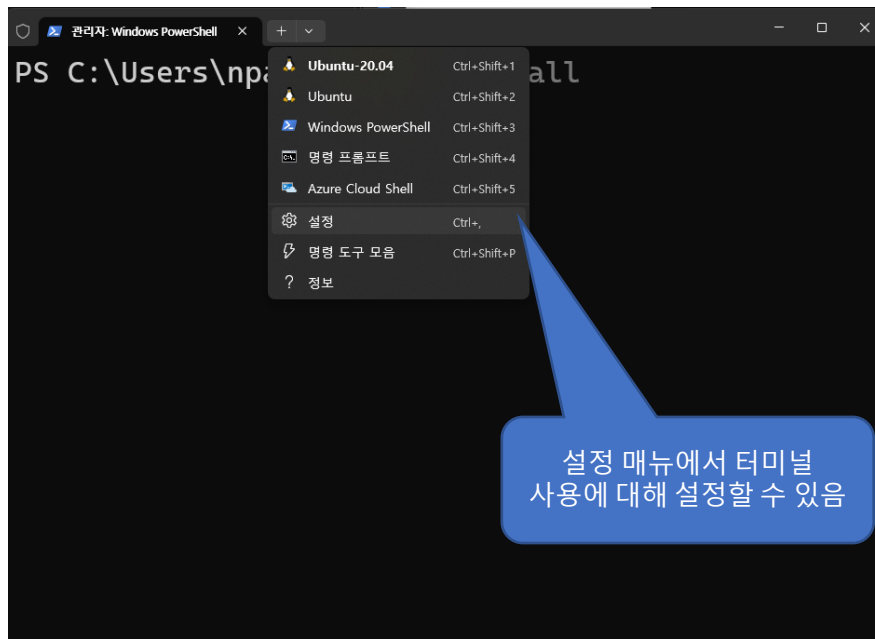 관리자: Windows PowerShell
PS C:\Users\npa all
Ubuntu-20.04 Ctrl+Shift+1
Ubuntu Ctrl+Shift+2
Windows PowerShell Ctrl+Shift+3
명령 프롬프트 Ctrl+Shift+4
Azure Cloud Shell Ctrl+Shift+5
설정 Ctrl+,
명령 도구 모음 Ctrl+Shift+P
정보
설정 매뉴에서 터미널
사용에 대해 설정할 수 있음